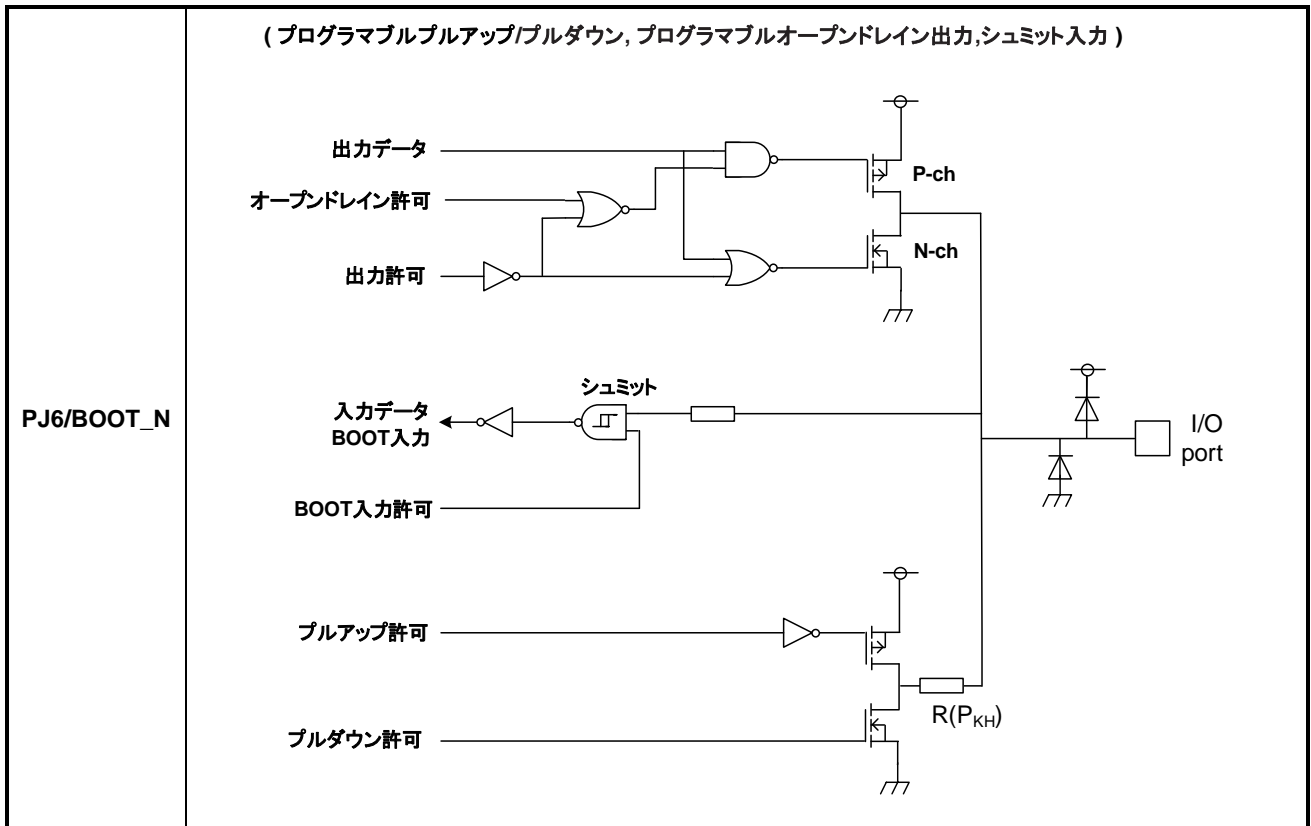 ( プログラマブルプルアップ/プルダウン, プログラマブルオープンドレイン出力,シュミット入力 )
PJ6/BOOT_N
出力データ
オープンドレイン許可
出力許可
P-ch
N-ch
シュミット
入力データ
BOOT入力
BOOT入力許可
I/O
port
プルアップ許可
プルダウン許可
R(PKH)